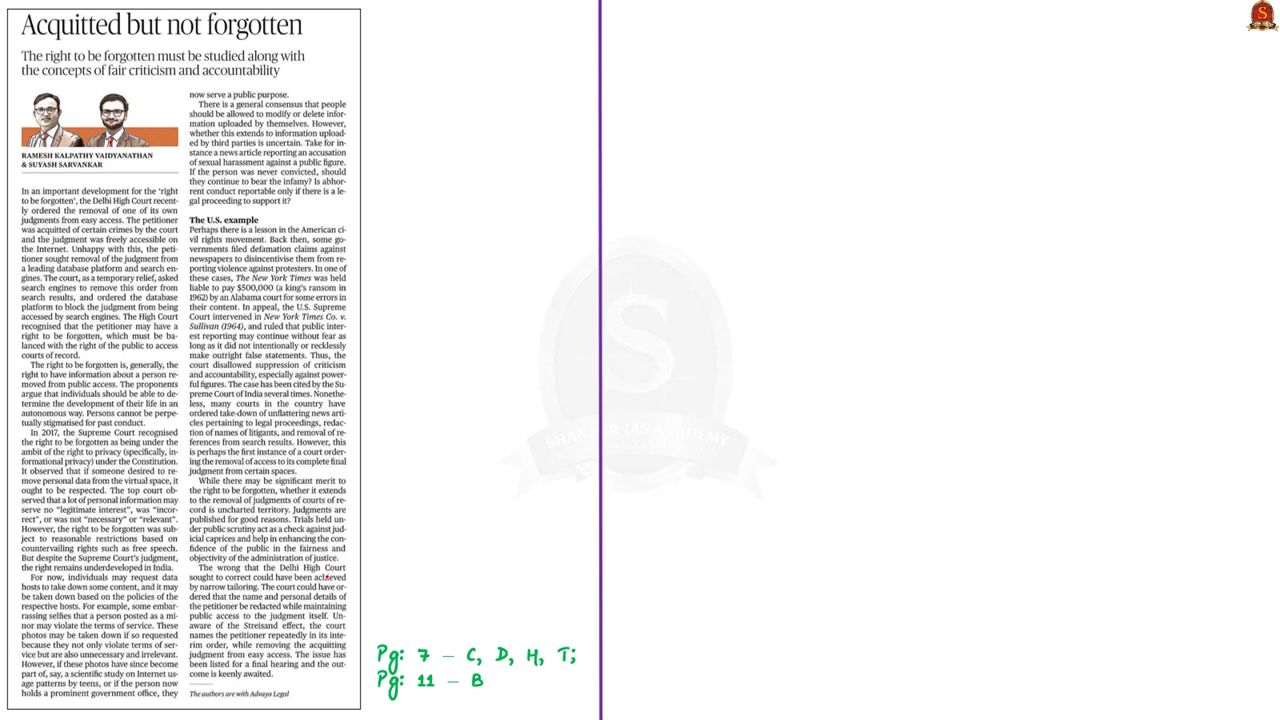 Acquitted but not forgotten
The right to be forgotten must be studied along with
the concepts of fair criticism and accountability
RAMESH KALPATHY VAIDYANATHAN
& SUYASH SARVANKAR
In an important development for the ‘right
to be forgotten’, the Delhi High Court recent-
ly ordered the removal of one of its own
judgments from easy access. The petitioner
was acquitted of certain crimes by the court
and the judgment was freely accessible on
the Internet. Unhappy with this, the peti-
tioner sought removal of the judgment from
a leading database platform and search en-
gines. The court, as a temporary relief, asked
search engines to remove this order from
search results, and ordered the database
platform to block the judgment from being
accessed by search engines. The High Court
recognised that the petitioner may have a
right to be forgotten, which must be ba-
lanced with the right of the public to access
courts of record.
The right to be forgotten is, generally, the
right to have information about a person re-
moved from public access. The proponents
argue that individuals should be able to de-
termine the development of their life in an
autonomous way. Persons cannot be perpe-
tually stigmatised for past conduct.
In 2017, the Supreme Court recognised
the right to be forgotten as being under the
ambit of the right to privacy (specifically, in-
formational privacy) under the Constitution.
It observed that if someone desired to re-
move personal data from the virtual space, it
ought to be respected. The top court ob-
served that a lot of personal information may
serve no “legitimate interest”, was “incor-
rect”, or was not “necessary” or “relevant”.
However, the right to be forgotten was sub-
ject to reasonable restrictions based on
countervailing rights such as free speech.
But despite the Supreme Court’s judgment,
the right remains underdeveloped in India.
For now, individuals may request data
hosts to take down some content, and it may
be taken down based on the policies of the
respective hosts. For example, some embar-
rassing selfies that a person posted as a mi-
nor may violate the terms of service. These
photos may be taken down if so requested
because they not only violate terms of ser-
vice but are also unnecessary and irrelevant.
However, if these photos have since become
part of, say, a scientific study on Internet us-
age patterns by teens, or if the person now
holds a prominent government office, they
now serve a public purpose.
There is a general consensus that people
should be allowed to modify or delete infor-
mation uploaded by themselves. However,
whether this extends to information upload-
ed by third parties is uncertain. Take for in-
stance a news article reporting an accusation
of sexual harassment against a public figure.
If the person was never convicted, should
they continue to bear the infamy? Is abhor-
rent conduct reportable only if there is a le-
gal proceeding to support it?
The U.S. example
Perhaps there is a lesson in the American ci-
vil rights movement. Back then, some go-
vernments filed defamation claims against
newspapers to disincentivise them from re-
porting violence against protesters. In one of
these cases, The New York Times was held
liable to pay $500,000 (a king’s ransom in
1962) by an Alabama court for some errors in
their content. In appeal, the U.S. Supreme
Court intervened in New York Times Co. v.
Sullivan (1964), and ruled that public inter-
est reporting may continue without fear as
long as it did not intentionally or recklessly
make outright false statements. Thus, the
court disallowed suppression of criticism
and accountability, especially against power-
ful figures. The case has been cited by the Su-
preme Court of India several times. Nonethe-
less, many courts in the country have
ordered take-down of unflattering news arti-
cles pertaining to legal proceedings, redac-
tion of names of litigants, and removal of re-
ferences from search results. However, this
is perhaps the first instance of a court order-
ing the removal of access to its complete final
judgment from certain spaces.
While there may be significant merit to
the right to be forgotten, whether it extends
to the removal of judgments of courts of re-
cord is uncharted territory. Judgments are
published for good reasons. Trials held un-
der public scrutiny act as a check against jud-
icial caprices and help in enhancing the con-
fidence of the public in the fairness and
objectivity of the administration of justice.
The wrong that the Delhi High Court
sought to correct could have been achieved
by narrow tailoring. The court could have or-
dered that the name and personal details of
the petitioner be redacted while maintaining
public access to the judgment itself. Un-
aware of the Streisand effect, the court
names the petitioner repeatedly in its inte-
rim order, while removing the acquitting
judgment from easy access. The issue has
been listed for a final hearing and the out-
come is keenly awaited.
The authors are with Advaya Legal
Pg: 7 – C, D, H, T;
Pg: 11 – B
SHANKAR IAS ACADEMY
S
S